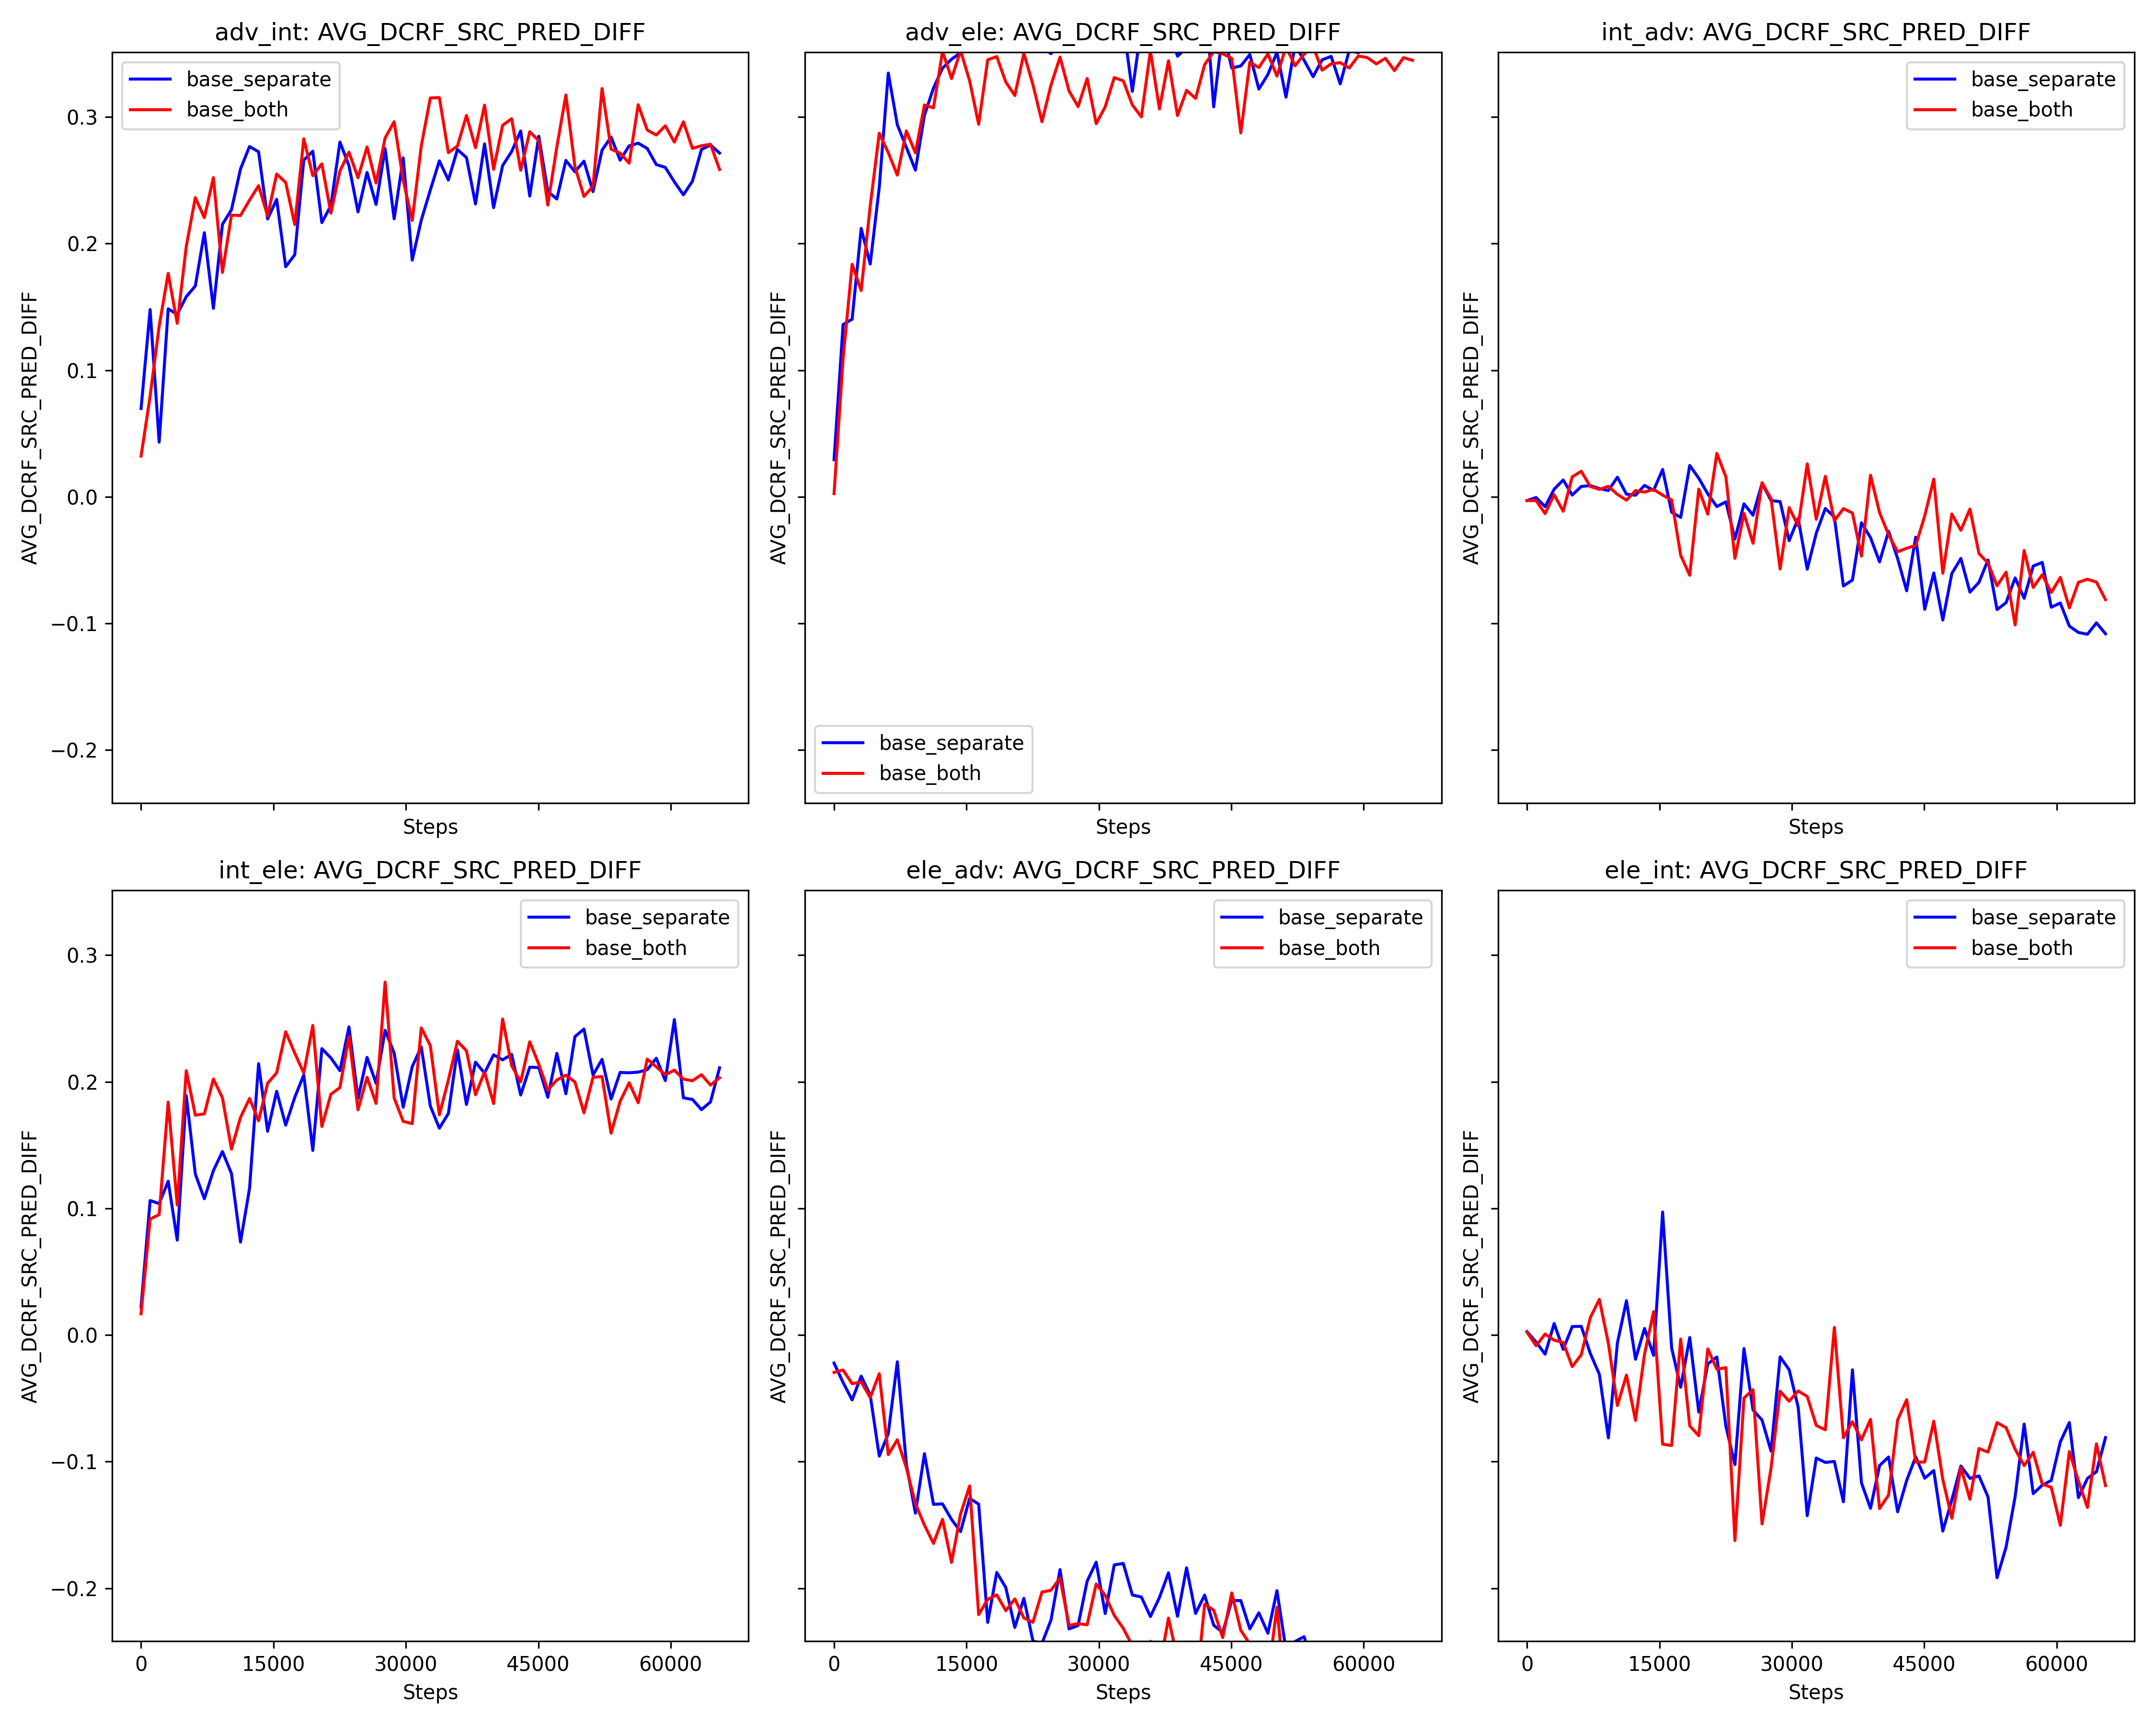 adv_int: AVG_DCRF_SRC_PRED_DIFF
base_separate
base_both
AVG_DCRF_SRC_PRED_DIFF
0.3
0.2
0.1
0.0
−0.1
−0.2
Steps
adv_ele: AVG_DCRF_SRC_PRED_DIFF
AVG_DCRF_SRC_PRED_DIFF
base_separate
base_both
Steps
int_adv: AVG_DCRF_SRC_PRED_DIFF
base_separate
base_both
AVG_DCRF_SRC_PRED_DIFF
Steps
int_ele: AVG_DCRF_SRC_PRED_DIFF
base_separate
base_both
AVG_DCRF_SRC_PRED_DIFF
0.3
0.2
0.1
0.0
−0.1
−0.2
0 15000 30000 45000 60000
Steps
ele_adv: AVG_DCRF_SRC_PRED_DIFF
base_separate
base_both
AVG_DCRF_SRC_PRED_DIFF
0 15000 30000 45000 60000
Steps
ele_int: AVG_DCRF_SRC_PRED_DIFF
base_separate
base_both
AVG_DCRF_SRC_PRED_DIFF
0 15000 30000 45000 60000
Steps